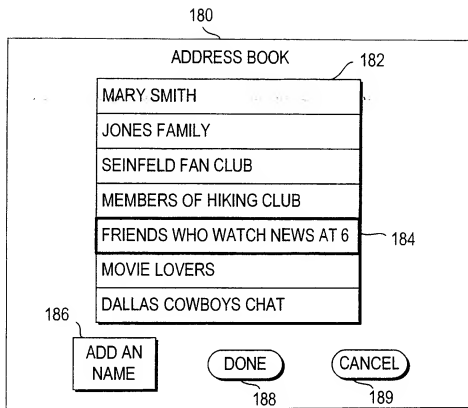 180
ADDRESS BOOK
182
MARY SMITH
JONES FAMILY
SEINFELD FAN CLUB
MEMBERS OF HIKING CLUB
FRIENDS WHO WATCH NEWS AT 6
184
MOVIE LOVERS
DALLAS COWBOYS CHAT
186
ADD AN
NAME
DONE
CANCEL
188
189